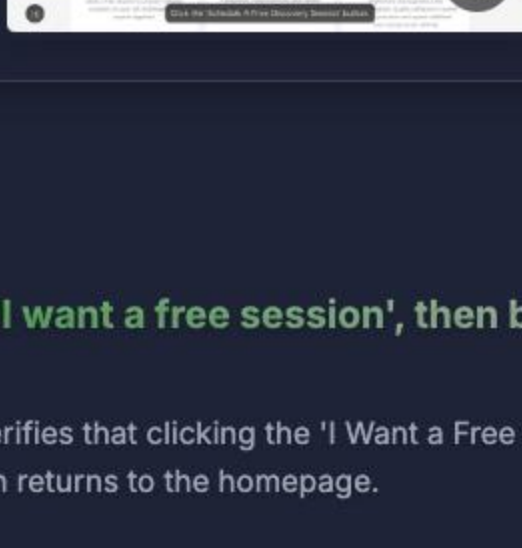 Click the 'Schedule A Free Discovery Session' button.
I want a free session', then b
erifies that clicking the 'I Want a Free
n returns to the homepage.